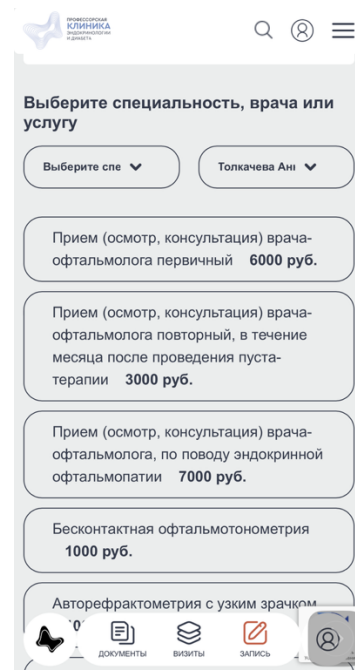 ПРОФЕССОРСКАЯ
КЛИНИКА
ЭНДОКРИНОЛОГИИ
И ДИАБЕТА
Выберите специальность, врача или
услугу
Выберите спе
Толкачева Анн
Прием (осмотр, консультация) врача-
офтальмолога первичный 6000 руб.
Прием (осмотр, консультация) врача-
офтальмолога повторный, в течение
месяца после проведения пуста-
терапии 3000 руб.
Прием (осмотр, консультация) врача-
офтальмолога, по поводу эндокринной
офтальмопатии 7000 руб.
Бесконтактная офтальмотонометрия
1000 руб.
Авторефрактометрия с узким зрачком
ДОКУМЕНТЫ
ВИЗИТЫ
ЗАПИСЬ